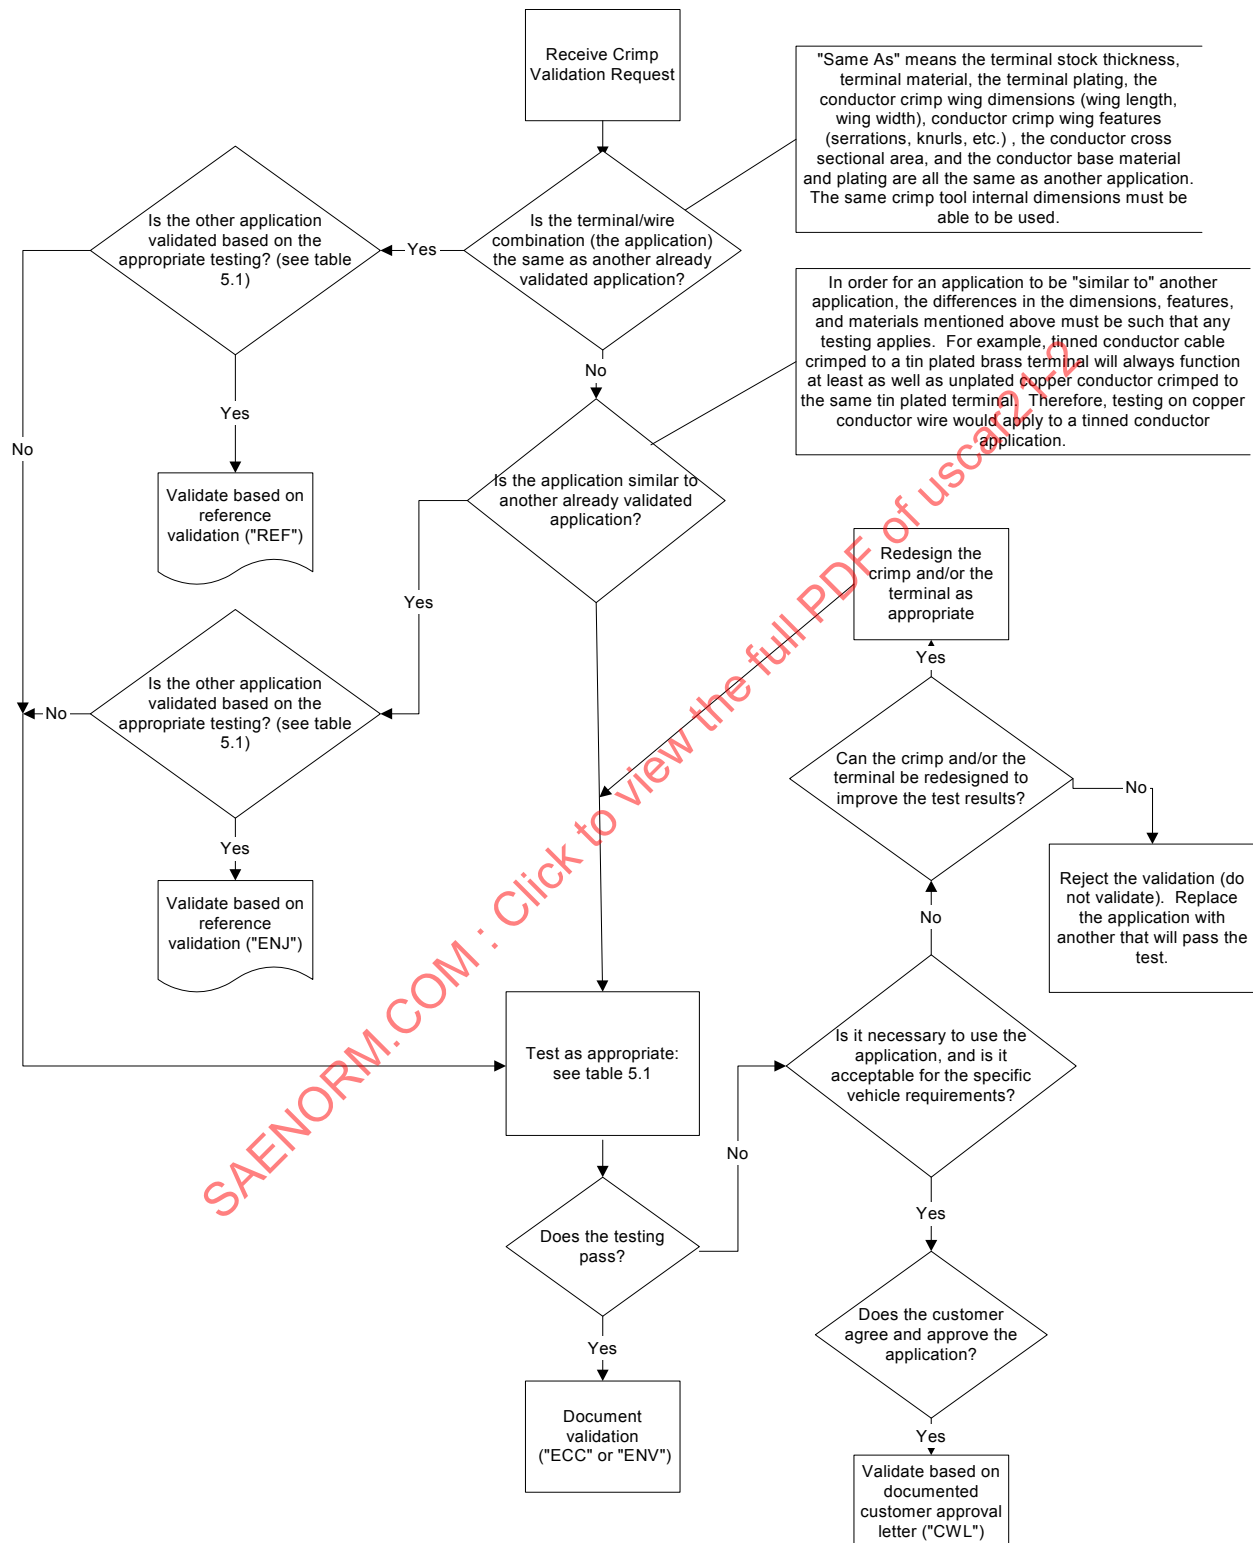 Receive Crimp
Validation Request
"Same As" means the terminal stock thickness,
terminal material, the terminal plating, the
conductor crimp wing dimensions (wing length,
wing width), conductor crimp wing features
(serrations, knurls, etc.) , the conductor cross
sectional area, and the conductor base material
and plating are all the same as another application.
The same crimp tool internal dimensions must be
able to be used.
Is the terminal/wire
combination (the application)
the same as another already
validated application?
Yes
Is the other application
validated based on the
appropriate testing? (see table
5.1)
No
In order for an application to be "similar to" another
application, the differences in the dimensions, features,
and materials mentioned above must be such that any
testing applies. For example, tinned conductor cable
crimped to a tin plated brass terminal will always function
at least as well as unplated copper conductor crimped to
the same tin plated terminal. Therefore, testing on copper
conductor wire would apply to a tinned conductor
application.
Yes
No
Validate based on
reference
validation ("REF")
Is the application similar to
another already validated
application?
Yes
Redesign the
crimp and/or the
terminal as
appropriate
Yes
Is the other application
validated based on the
appropriate testing? (see table
5.1)
No
Can the crimp and/or the
terminal be redesigned to
improve the test results?
No
Yes
Validate based on
reference
validation ("ENJ")
Reject the validation (do
not validate). Replace
the application with
another that will pass the
test.
No
Test as appropriate:
see table 5.1
Is it necessary to use the
application, and is it
acceptable for the specific
vehicle requirements?
No
Does the testing
pass?
Yes
Yes
Does the customer
agree and approve the
application?
Document
validation
("ECC" or "ENV")
Yes
Validate based on
documented
customer approval
letter ("CWL")
SAENORM.COM : Click to view the full PDF of uscar21-2